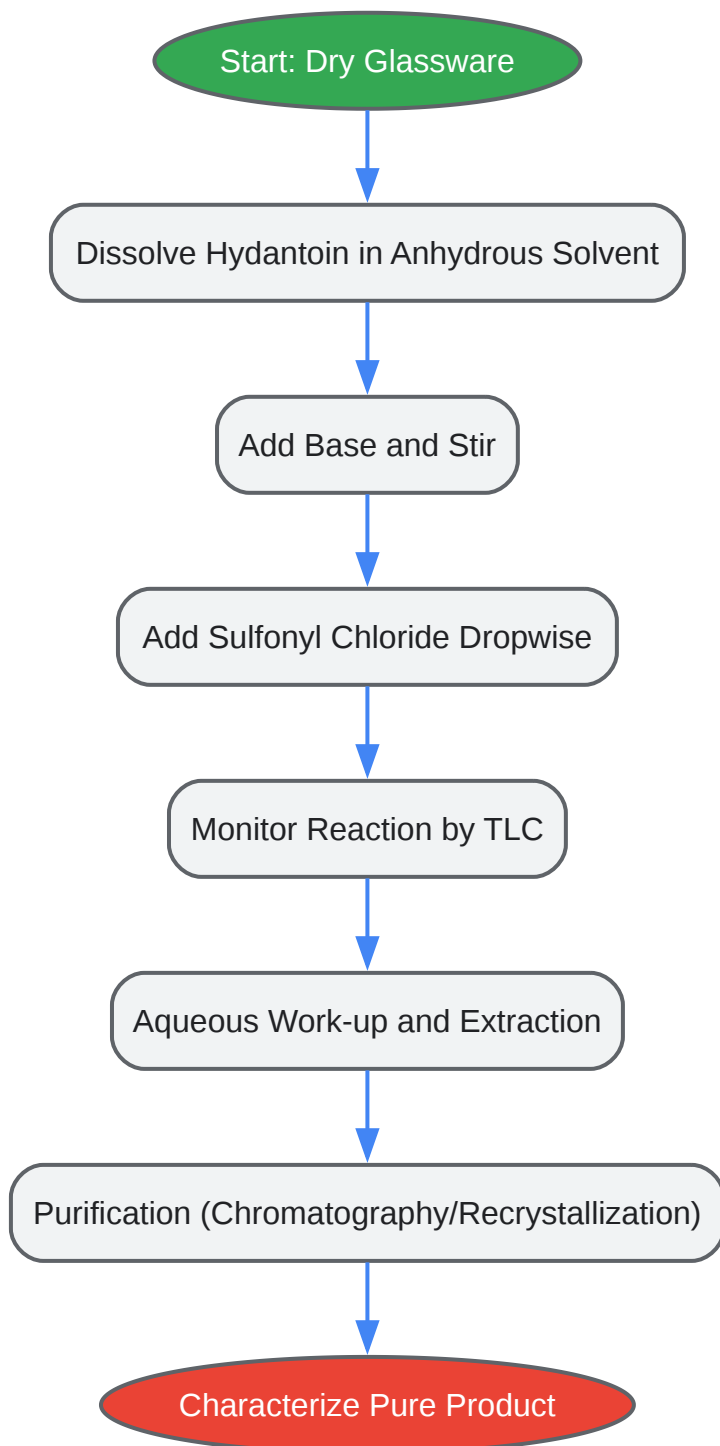 Start: Dry Glassware
Dissolve Hydantoin in Anhydrous Solvent
Add Base and Stir
Add Sulfonyl Chloride Dropwise
Monitor Reaction by TLC
Aqueous Work-up and Extraction
Purification (Chromatography/Recrystallization)
Characterize Pure Product